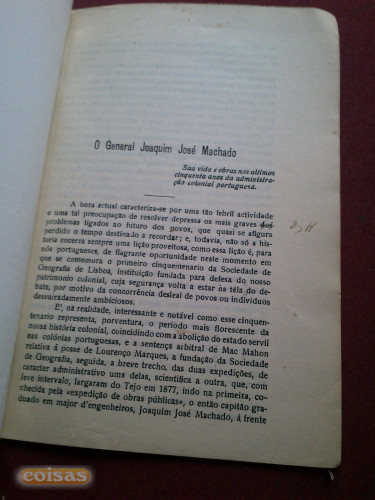 O General Joaquim José Machado
Sua vida e obras nos ultimos
cinquenta anos da administra-
ção colonial portuguesa.
A hora actual caracteriza-se por uma tão febril actividade
e uma tal preocupação de resolver depressa os mais graves dos
problemas ligados ao futuro dos povos, que quasi se afigura
perdido o tempo destinado a recordar; e, todavia, não só a his-
tória encerra sempre uma lição proveitosa, como essa lição é, para
nós portugueses, de flagrante oportunidade neste momento em
que se comemora o primeiro cinquentenario da Sociedade de
Geografia de Lisboa, instituição fundada para defesa do nosso
patrimonio colonial, cuja segurança volta a estar na téla do de-
bate, por motivo da concorrência desleal de povos ou individuos
desvairadamente ambiciosos.
E', na realidade, interessante e notável como esse cinquen-
tenario representa, porventura, o periodo mais florescente da
nossa história colonial, coincidindo com a abolição do estado servil
nas colónias portuguesas, e a sentença arbitral de Mac Mahon
relativa á posse de Lourenço Marques, a fundação da Sociedade
de Geografia, seguida, a breve trecho, das duas expedições, de
caracter administrativo uma delas, scientifica a outra, que, com
leve intervalo, largaram do Tejo em 1877, indo na primeira, co-
nhecida pela «expedição de obras públicas», o então capitão gra-
duado em major d'engenheiros, Joaquim José Machado, á frente
coisas